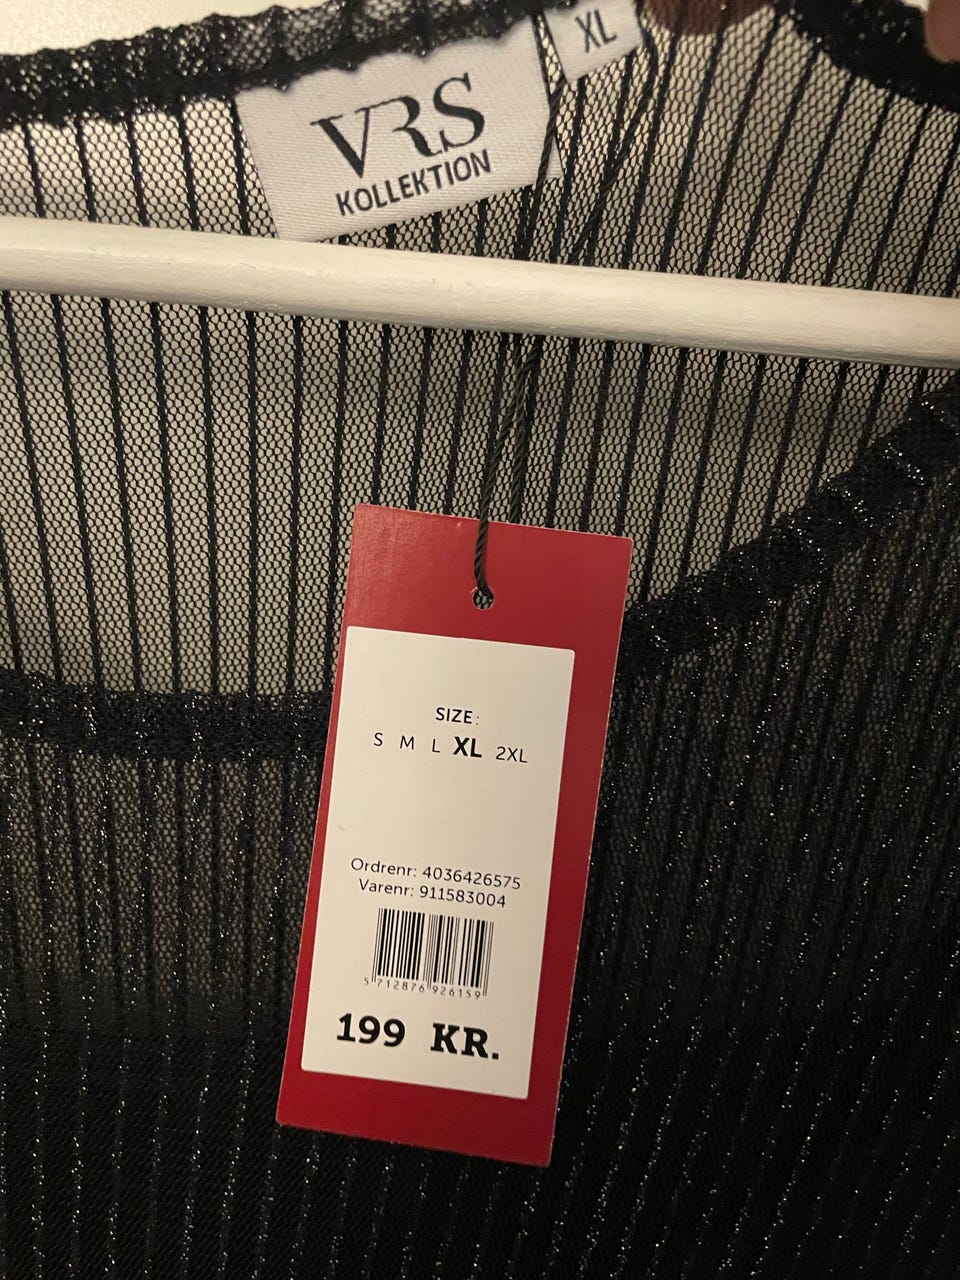 XL
VRS
KOLLEKTION
SIZE:
S M L XL 2XL
Ordrenr: 4036426575
Varenr: 911583004
5 712876 926159
199 KR.